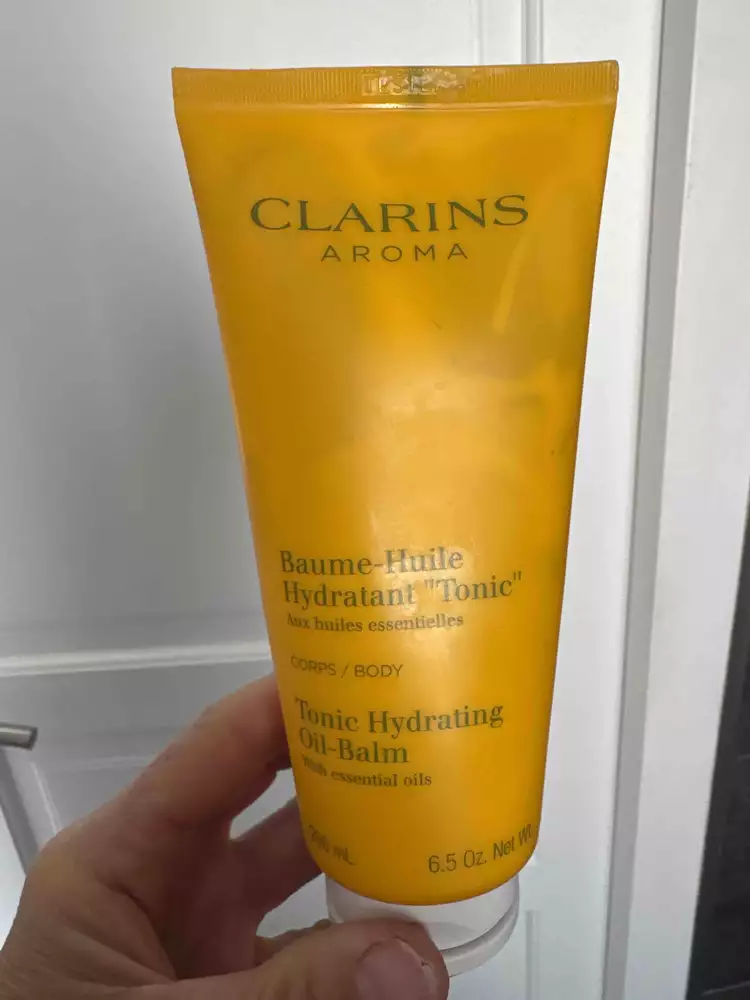 CLARINS
AROMA
Baume-Huile
Hydratant "Tonic"
Aux huiles essentielles
CORPS / BODY
Tonic Hydrating
Oil-Balm
With essential oils
200 mL
6.5 Oz. Net Wt.